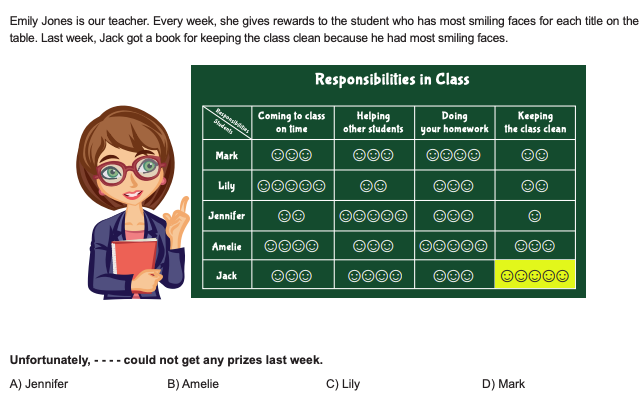 Emily Jones is our teacher. Every week, she gives rewards to the student who has most smiling faces for each title on the
table. Last week, Jack got a book for keeping the class clean because he had most smiling faces.
Responsibilities in Class
Responsibilities
Students
Coming to class
on time
Helping
other students
Doing
your homework
Keeping
the class clean
Mark
Lily
Jennifer
Amelie
Jack
Unfortunately, - - - - could not get any prizes last week.
A) Jennifer B) Amelie C) Lily D) Mark